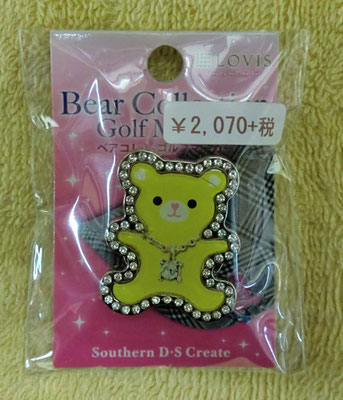 LOVIS
Bear Collection
Golf M
¥2,070+税
ベアコレ
Southern D·S Create